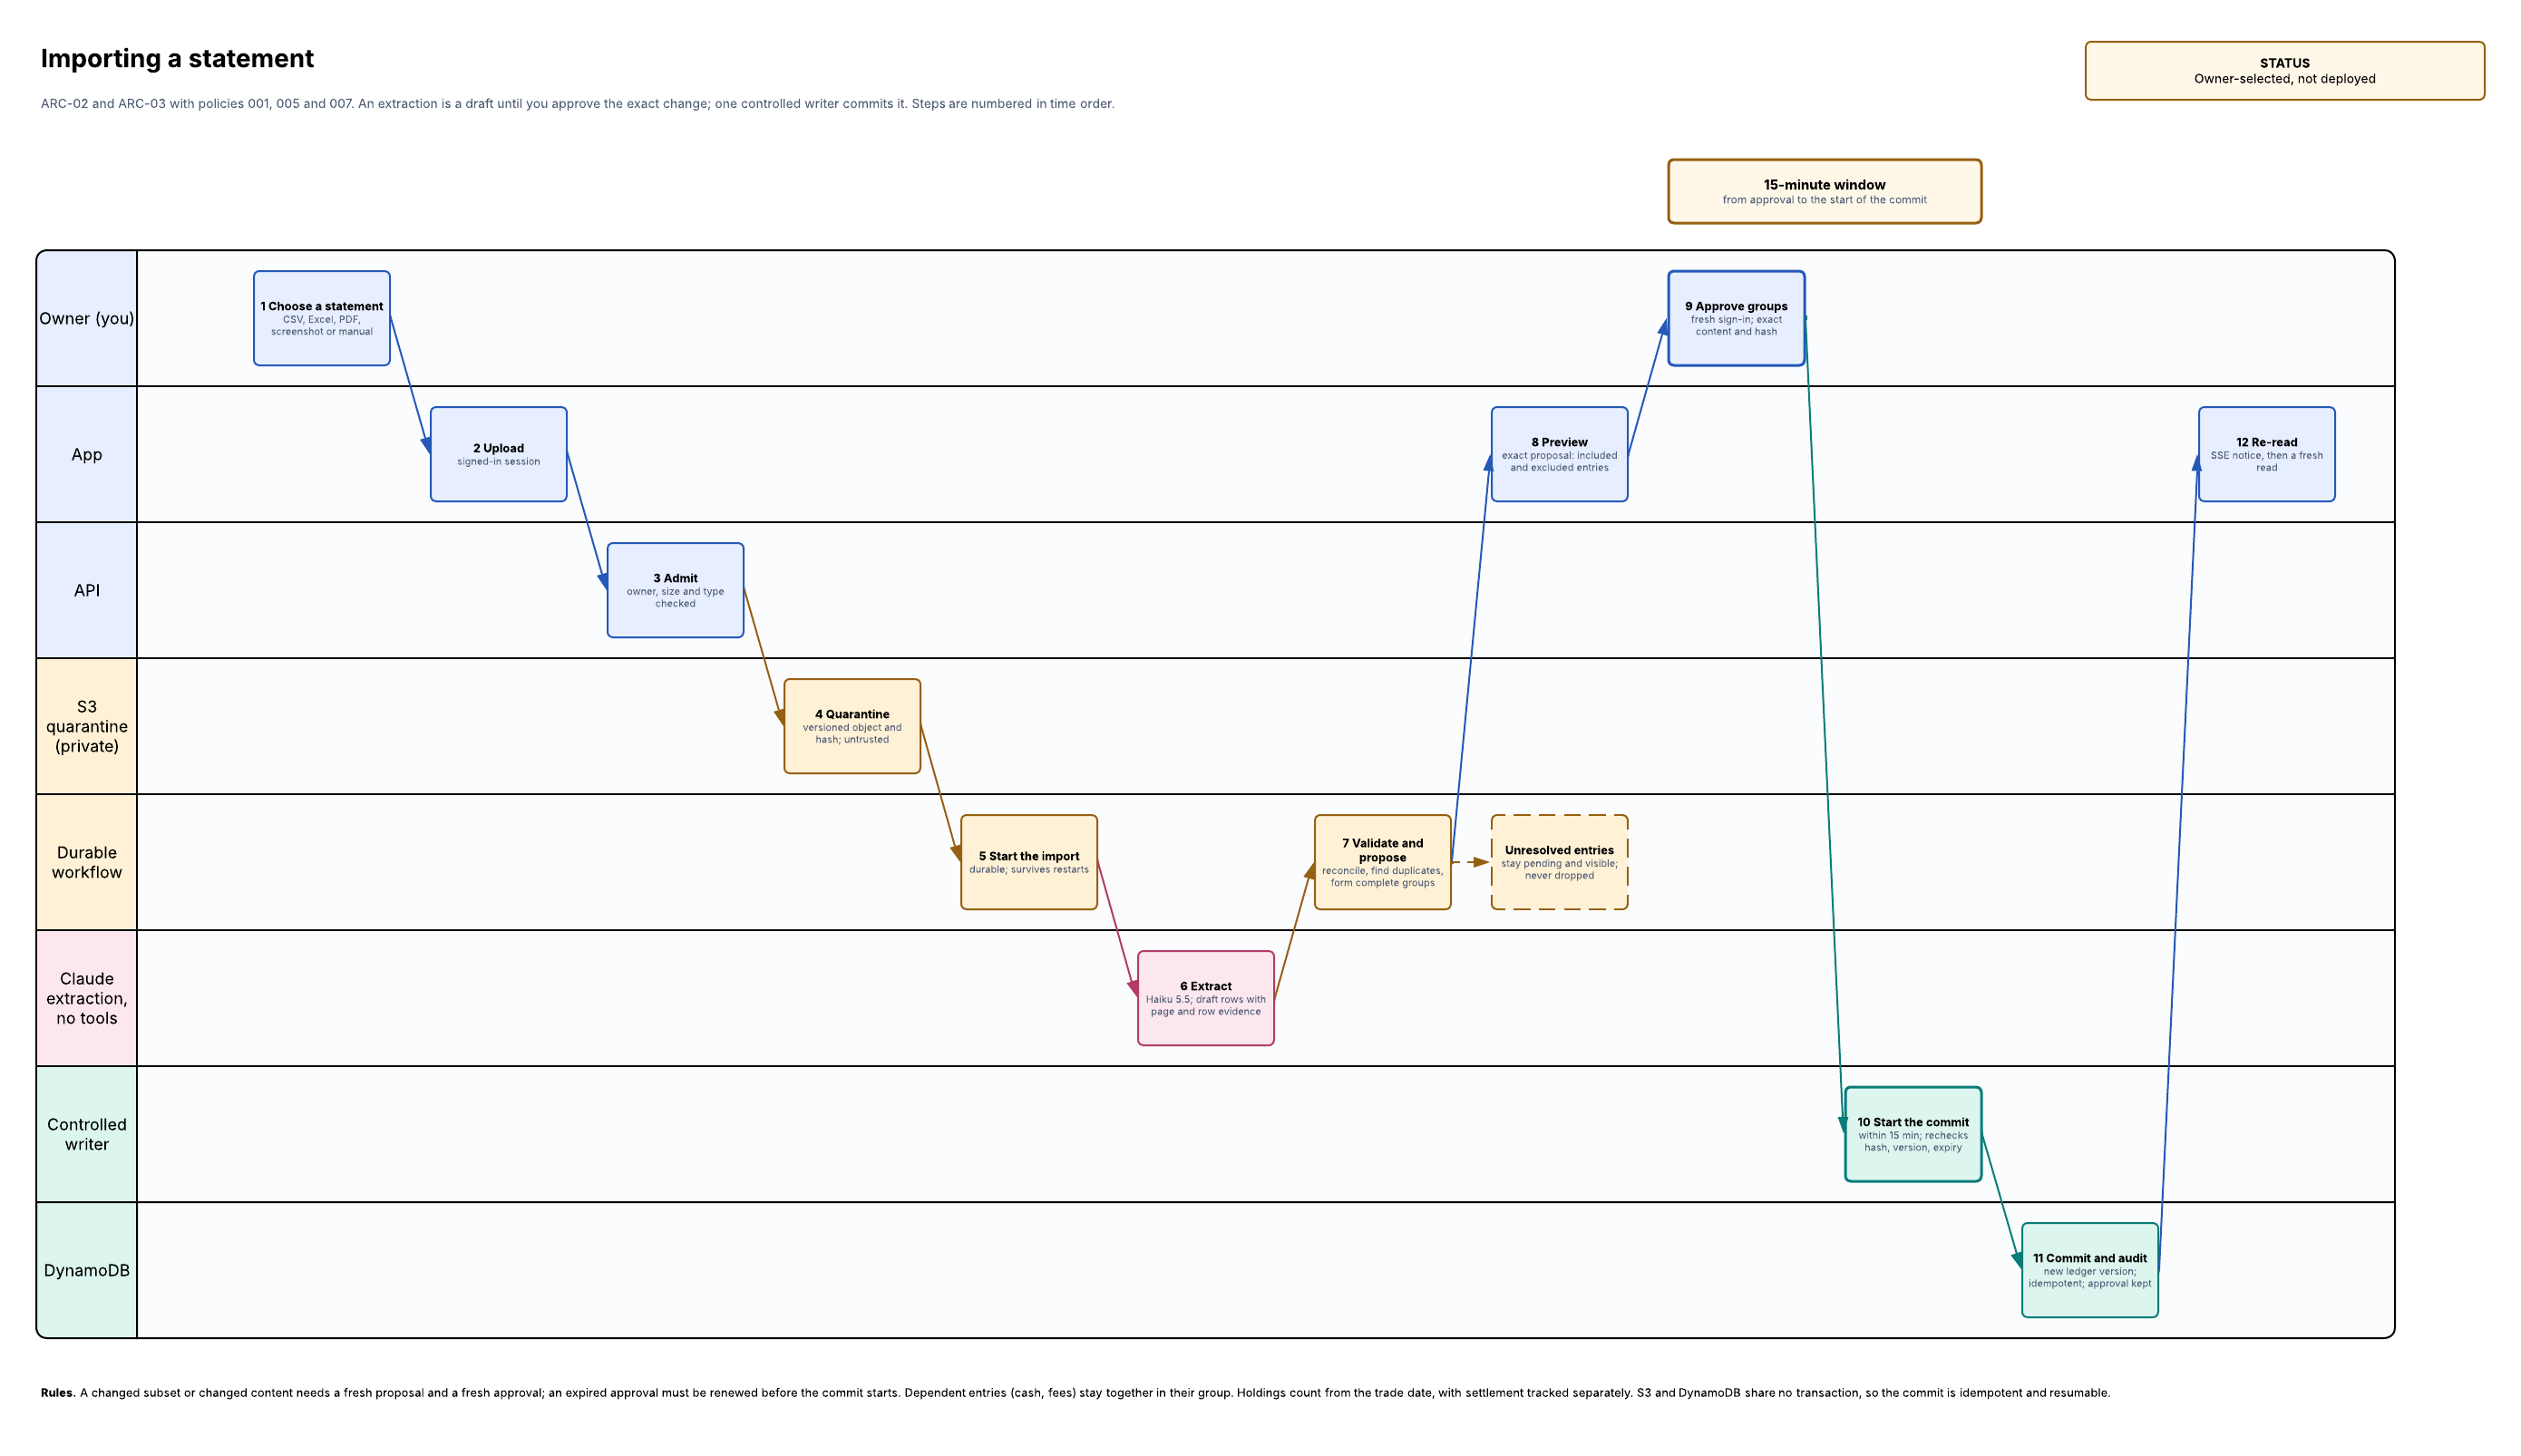 Importing a statement
STATUS
Owner-selected, not deployed
ARC-02 and ARC-03 with policies 001, 005 and 007. An extraction is a draft until you approve the exact change; one controlled writer commits it. Steps are numbered in time order.
15-minute window
from approval to the start of the commit
Owner (you)
1 Choose a statement
CSV, Excel, PDF,
screenshot or manual
9 Approve groups
fresh sign-in; exact
content and hash
App
2 Upload
signed-in session
8 Preview
exact proposal: included
and excluded entries
12 Re-read
SSE notice, then a fresh
read
API
3 Admit
owner, size and type
checked
S3
quarantine
(private)
4 Quarantine
versioned object and
hash; untrusted
Durable
workflow
5 Start the import
durable; survives restarts
7 Validate and
propose
reconcile, find duplicates,
form complete groups
Unresolved entries
stay pending and visible;
never dropped
Claude
extraction,
no tools
6 Extract
Haiku 5.5; draft rows with
page and row evidence
Controlled
writer
10 Start the commit
within 15 min; rechecks
hash, version, expiry
DynamoDB
11 Commit and audit
new ledger version;
idempotent; approval kept
Rules. A changed subset or changed content needs a fresh proposal and a fresh approval; an expired approval must be renewed before the commit starts. Dependent entries (cash, fees) stay together in their group. Holdings count from the trade date, with settlement tracked separately. S3 and DynamoDB share no transaction, so the commit is idempotent and resumable.